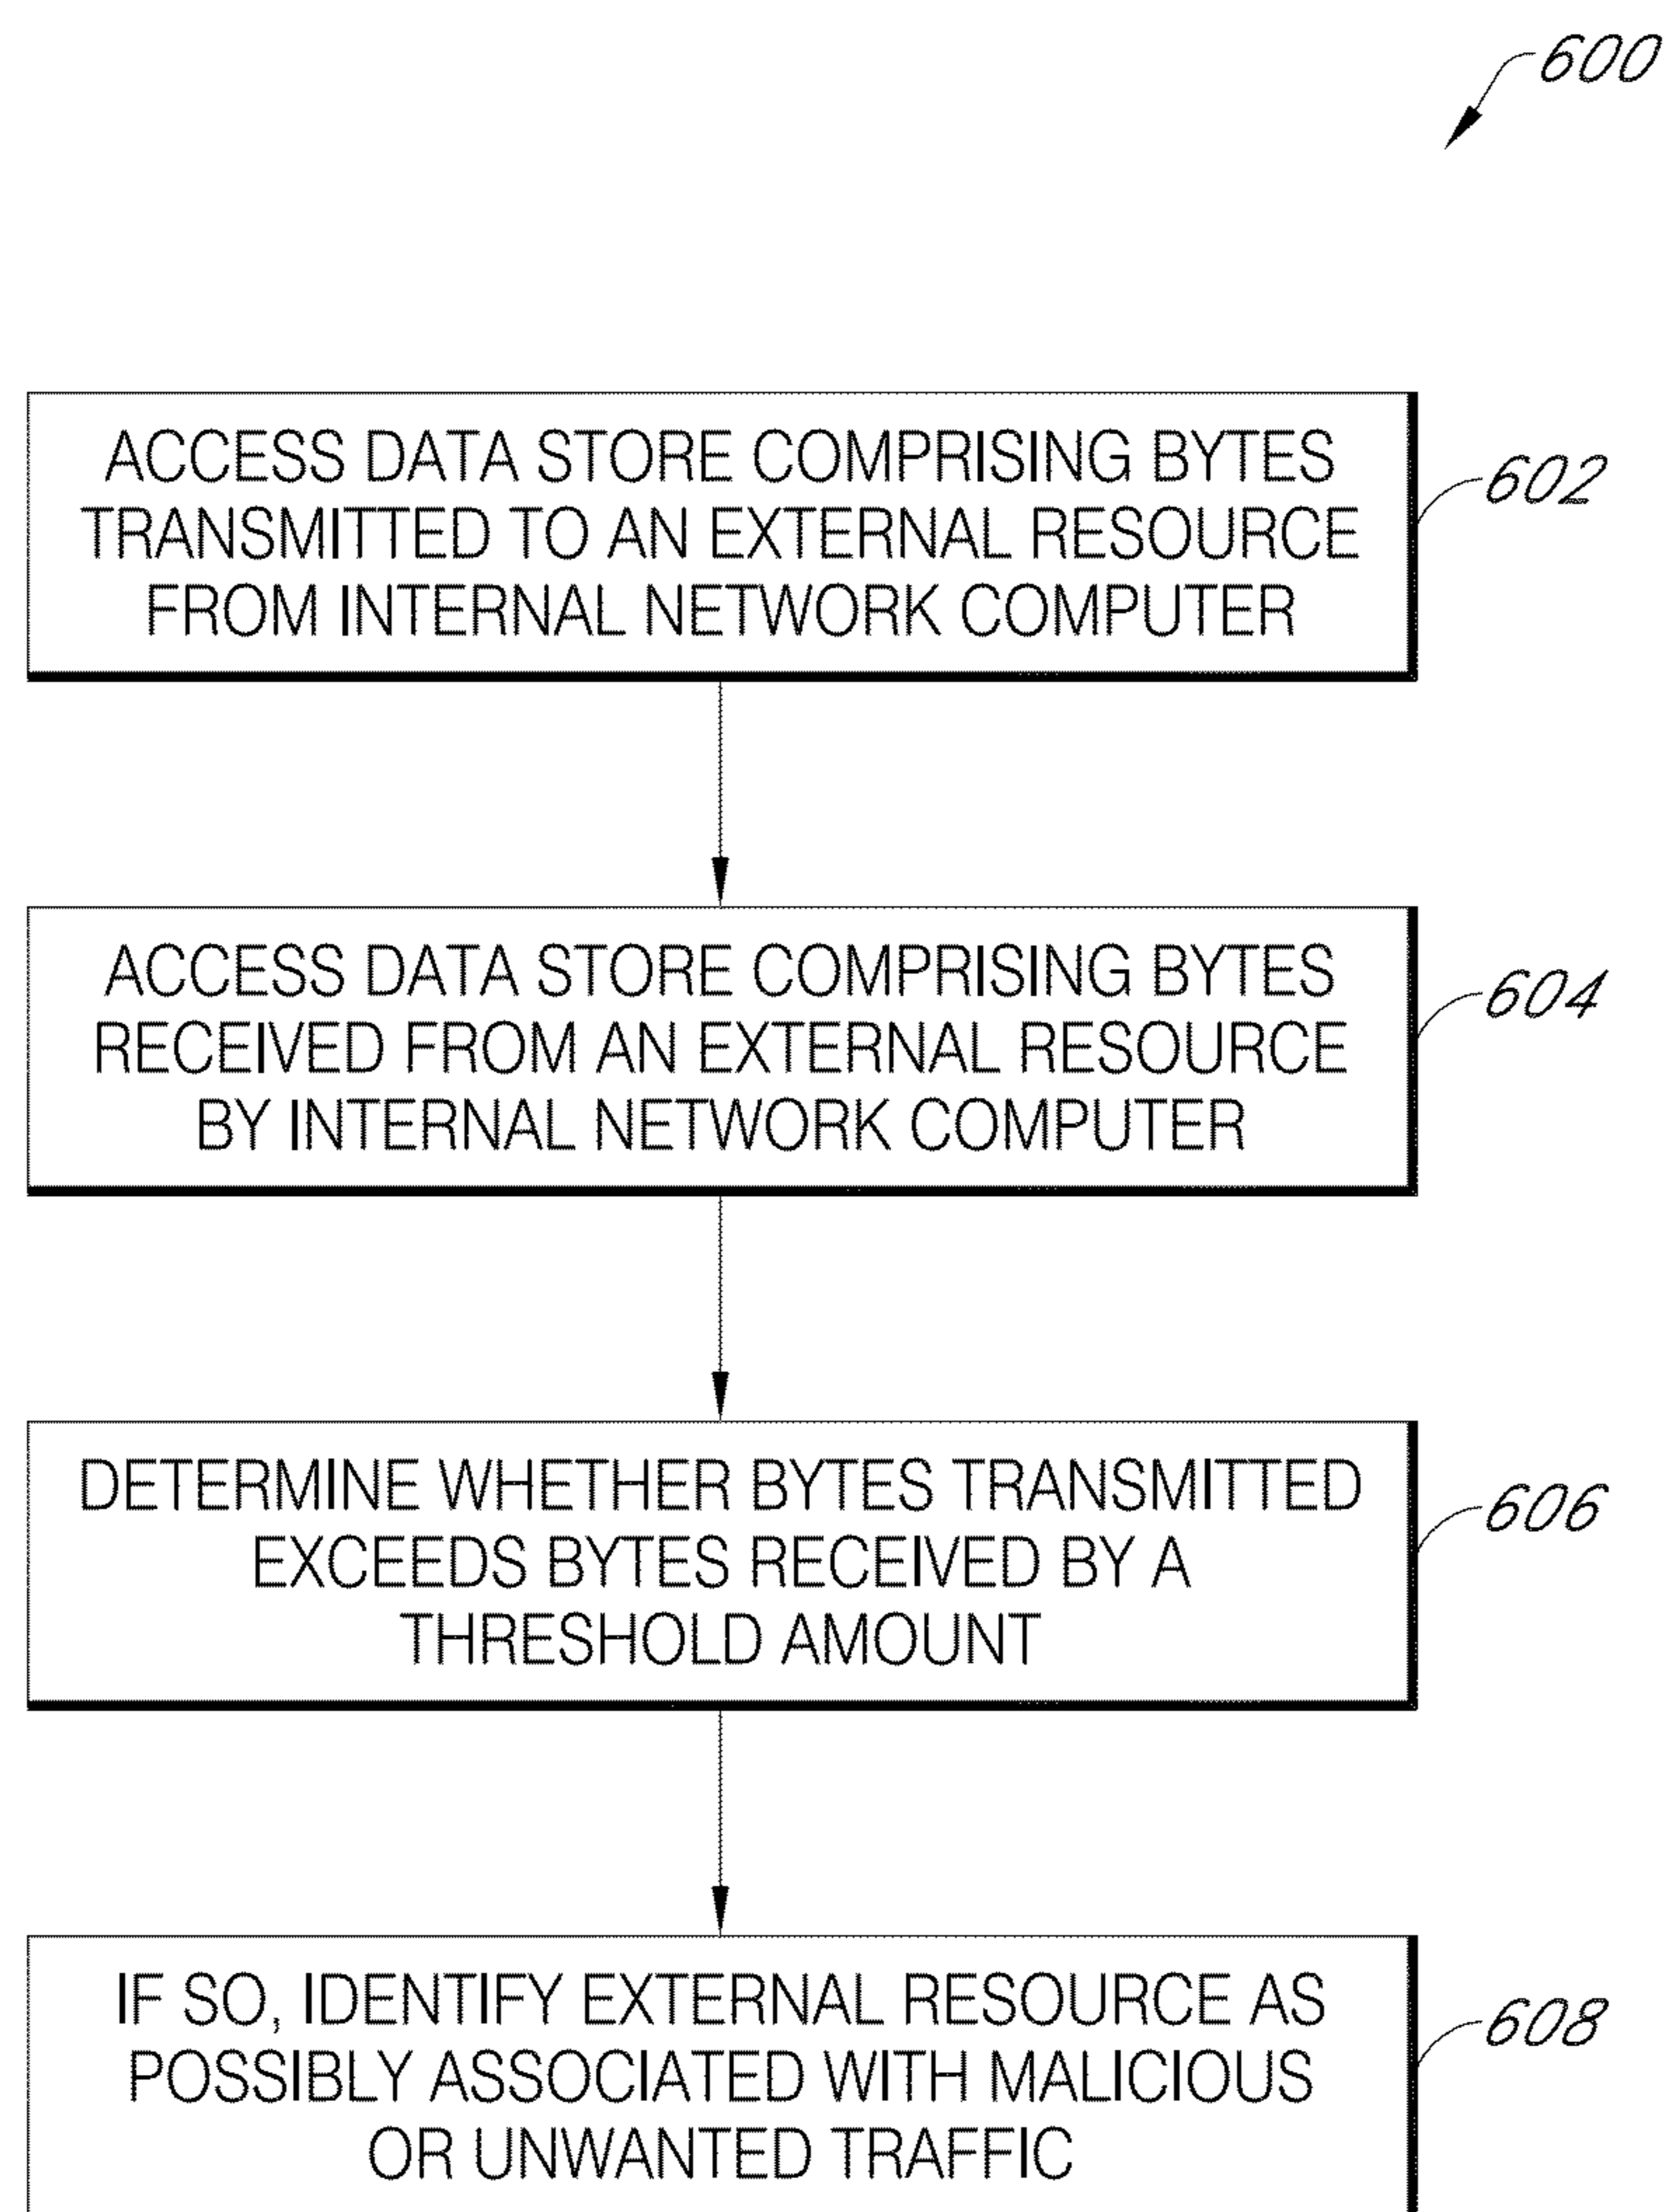 600
ACCESS DATA STORE COMPRISING BYTES
TRANSMITTED TO AN EXTERNAL RESOURCE
FROM INTERNAL NETWORK COMPUTER
602
ACCESS DATA STORE COMPRISING BYTES
RECEIVED FROM AN EXTERNAL RESOURCE
BY INTERNAL NETWORK COMPUTER
604
DETERMINE WHETHER BYTES TRANSMITTED
EXCEEDS BYTES RECEIVED BY A
THRESHOLD AMOUNT
606
IF SO, IDENTIFY EXTERNAL RESOURCE AS
POSSIBLY ASSOCIATED WITH MALICIOUS
OR UNWANTED TRAFFIC
608